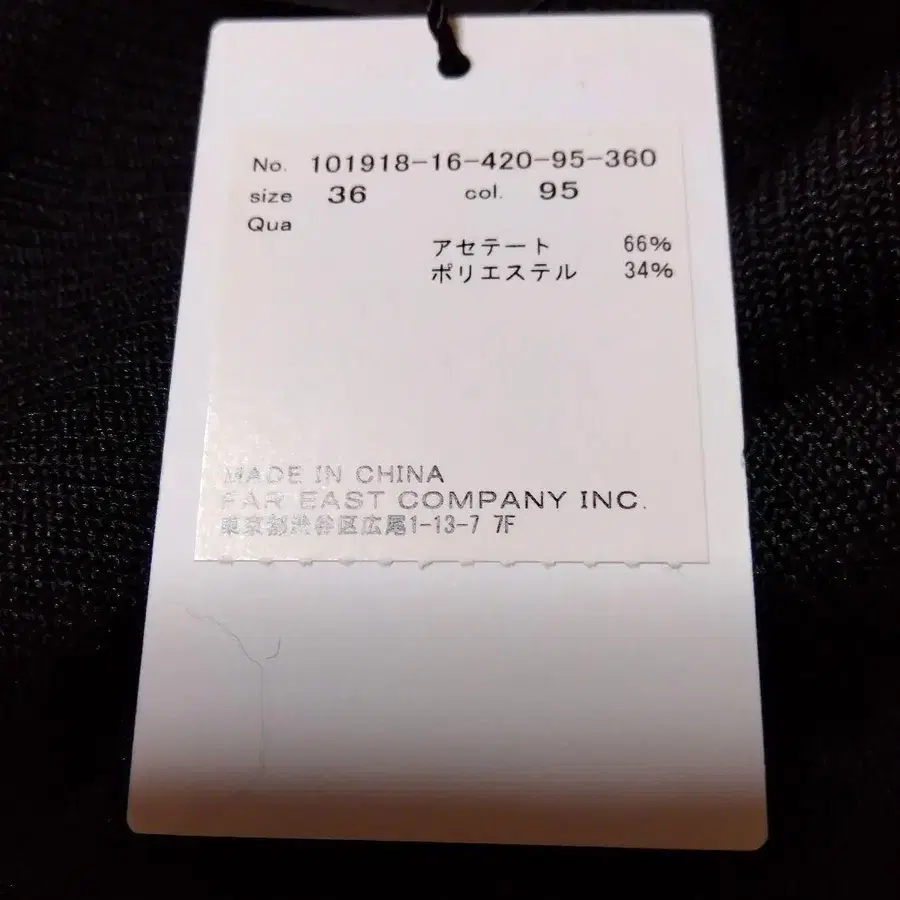 No. 101918-16-420-95-360
size 36 col. 95
Qua
アセテート 66%
ポリエステル 34%
MADE IN CHINA
FAR EAST COMPANY INC.
東京都渋谷区広尾1-13-7 7F